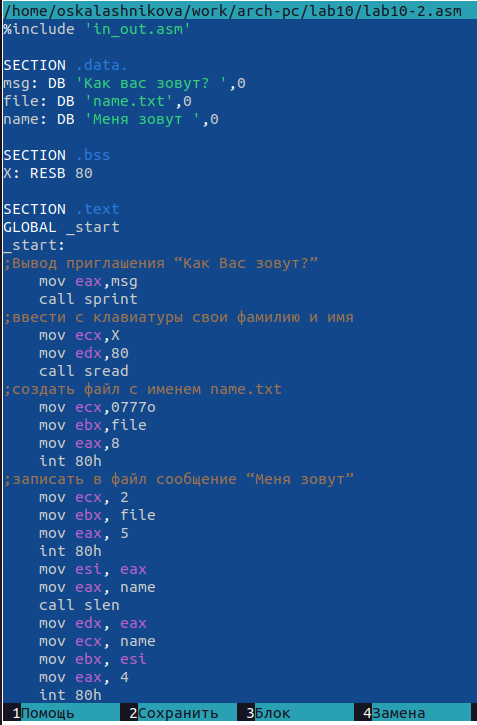 /home/oskalashnikova/work/arch-pc/lab10/lab10-2.asm
%include 'in_out.asm'
SECTION .data.
msg: DB 'Как вас зовут? ',0
file: DB 'name.txt',0
name: DB 'Меня зовут ',0
SECTION .bss
X: RESB 80
SECTION .text
GLOBAL _start
_start:
;Вывод приглашения “Как Вас зовут?”
mov eax,msg
call sprint
;ввести с клавиатуры свои фамилию и имя
mov ecx,X
mov edx,80
call sread
;создать файл с именем name.txt
mov ecx,0777o
mov ebx,file
mov eax,8
int 80h
;записать в файл сообщение “Меня зовут”
mov ecx, 2
mov ebx, file
mov eax, 5
int 80h
mov esi, eax
mov eax, name
call slen
mov edx, eax
mov ecx, name
mov ebx, esi
mov eax, 4
int 80h
1Помощь 2Сохранить 3Блок 4Замена